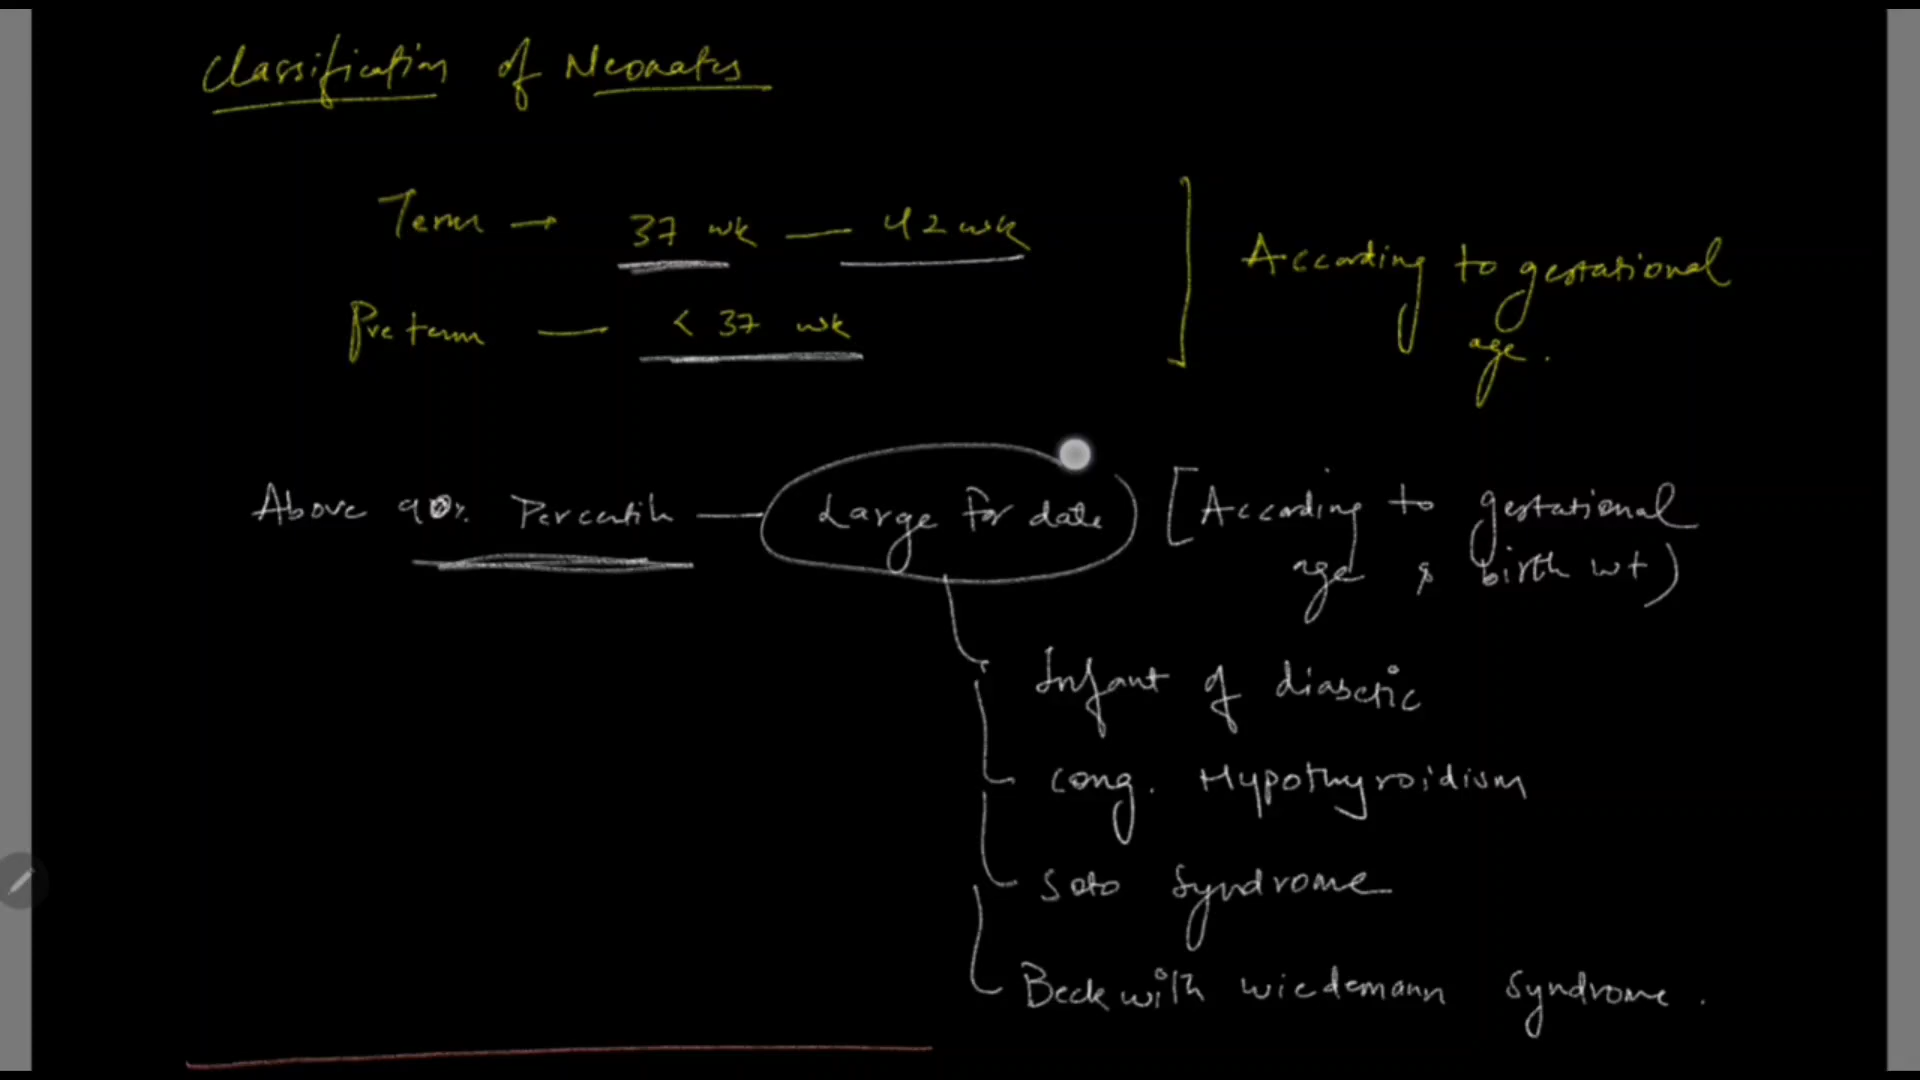 Classification of Neonates
Term → 37 wk — 42 wk
Preterm — < 37 wk
According to gestational age.
Above 90% Percentile — Large for date
[According to gestational age & birth wt)
Infant of diabetic
Cong. Hypothyroidism
Soto Syndrome
Beckwith wiedemann Syndrome.